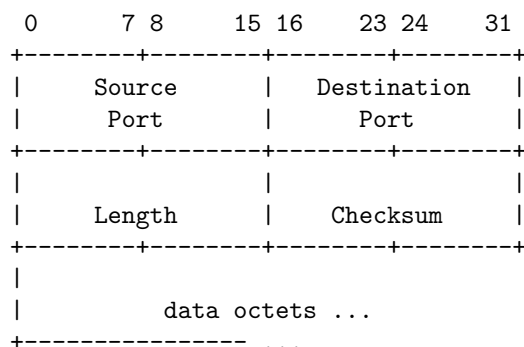 0 7 8 15 16 23 24 31
+--------+--------+--------+--------+
| Source | Destination |
| Port | Port |
+--------+--------+--------+--------+
| | |
| Length | Checksum |
+--------+--------+--------+--------+
|
| data octets ...
+---------------- ...